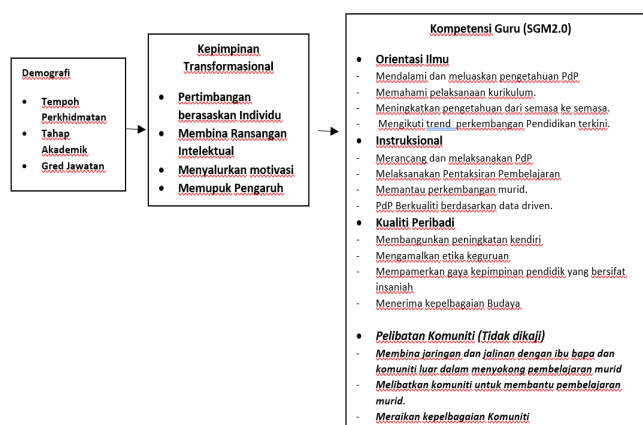 Demografi
• Tempoh
Perkhidmatan
• Tahap
Akademik
• Gred Jawatan
Kepimpinan
Transformasional
• Pertimbangan
berasaskan Individu
• Membina Ransangan
Intelektual
• Menyalurkan motivasi
• Memupuk Pengaruh
Kompetensi Guru (SGM2.0)
• Orientasi Ilmu
- Mendalami dan meluaskan pengetahuan PdP
- Memahami pelaksanaan kurikulum.
- Meningkatkan pengetahuan dari semasa ke semasa.
- Mengikuti trend perkembangan Pendidikan terkini.
• Instruksional
- Merancang dan melaksanakan PdP
- Melaksanakan Pentaksiran Pembelajaran
- Memantau perkembangan murid.
- PdP Berkualiti berdasarkan data driven.
• Kualiti Peribadi
- Membangunkan peningkatan kendiri
- Mengamalkan etika keguruan
- Mempamerkan gaya kepimpinan pendidik yang bersifat
insaniah
- Menerima kepelbagaian Budaya
• Pelibatan Komuniti (Tidak dikaji)
- Membina jaringan dan jalinan dengan ibu bapa dan
komuniti luar dalam menyokong pembelajaran murid
- Melibatkan komuniti untuk membantu pembelajaran
murid.
- Meraikan kepelbagaian Komuniti